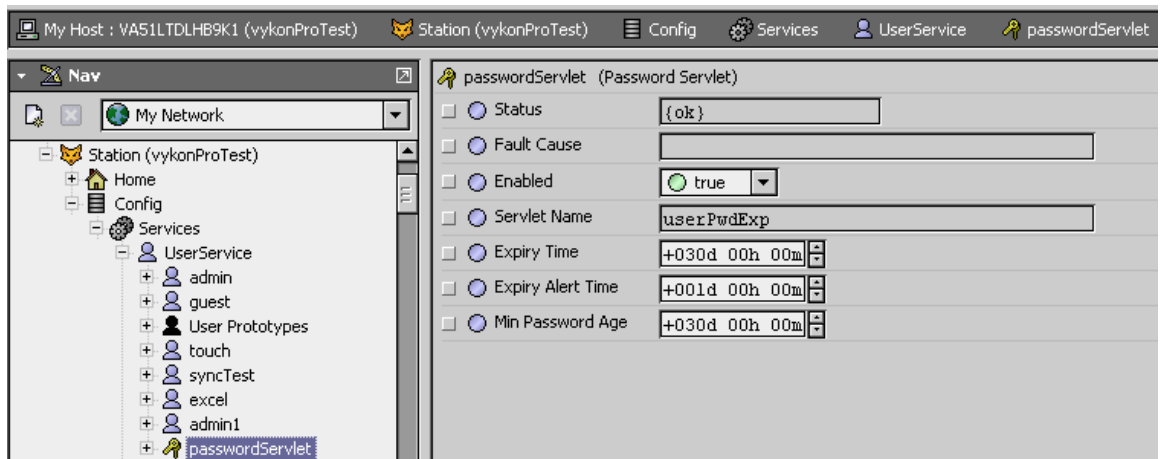 My Host : VA51LTDLHB9K1 (vykonProTest) Station (vykonProTest) Config Services UserService passwordServlet
Nav
My Network
Station (vykonProTest)
Home
Config
Services
UserService
admin
guest
User Prototypes
touch
syncTest
excel
admin1
passwordServlet
passwordServlet (Password Servlet)
Status {ok}
Fault Cause
Enabled true
Servlet Name userPwdExp
Expiry Time +030d 00h 00m
Expiry Alert Time +001d 00h 00m
Min Password Age +030d 00h 00m